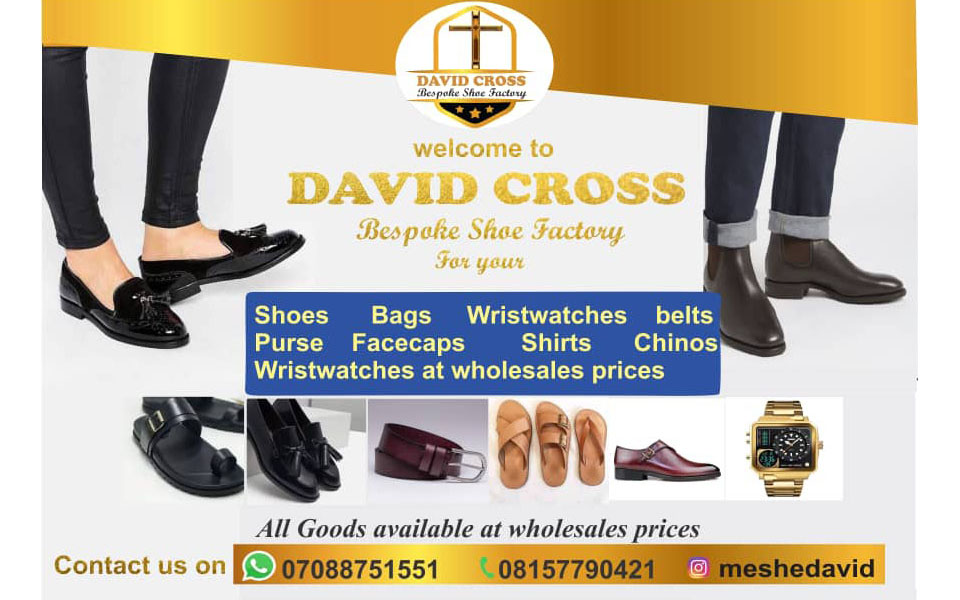 DAVID CROSS
Bespoke Shoe Factory
welcome to
DAVID CROSS
Bespoke Shoe Factory
For your
Shoes Bags Wristwatches belts
Purse Facecaps Shirts Chinos
Wristwatches at wholesales prices
All Goods available at wholesales prices
Contact us on 07088751551 08157790421 meshedavid